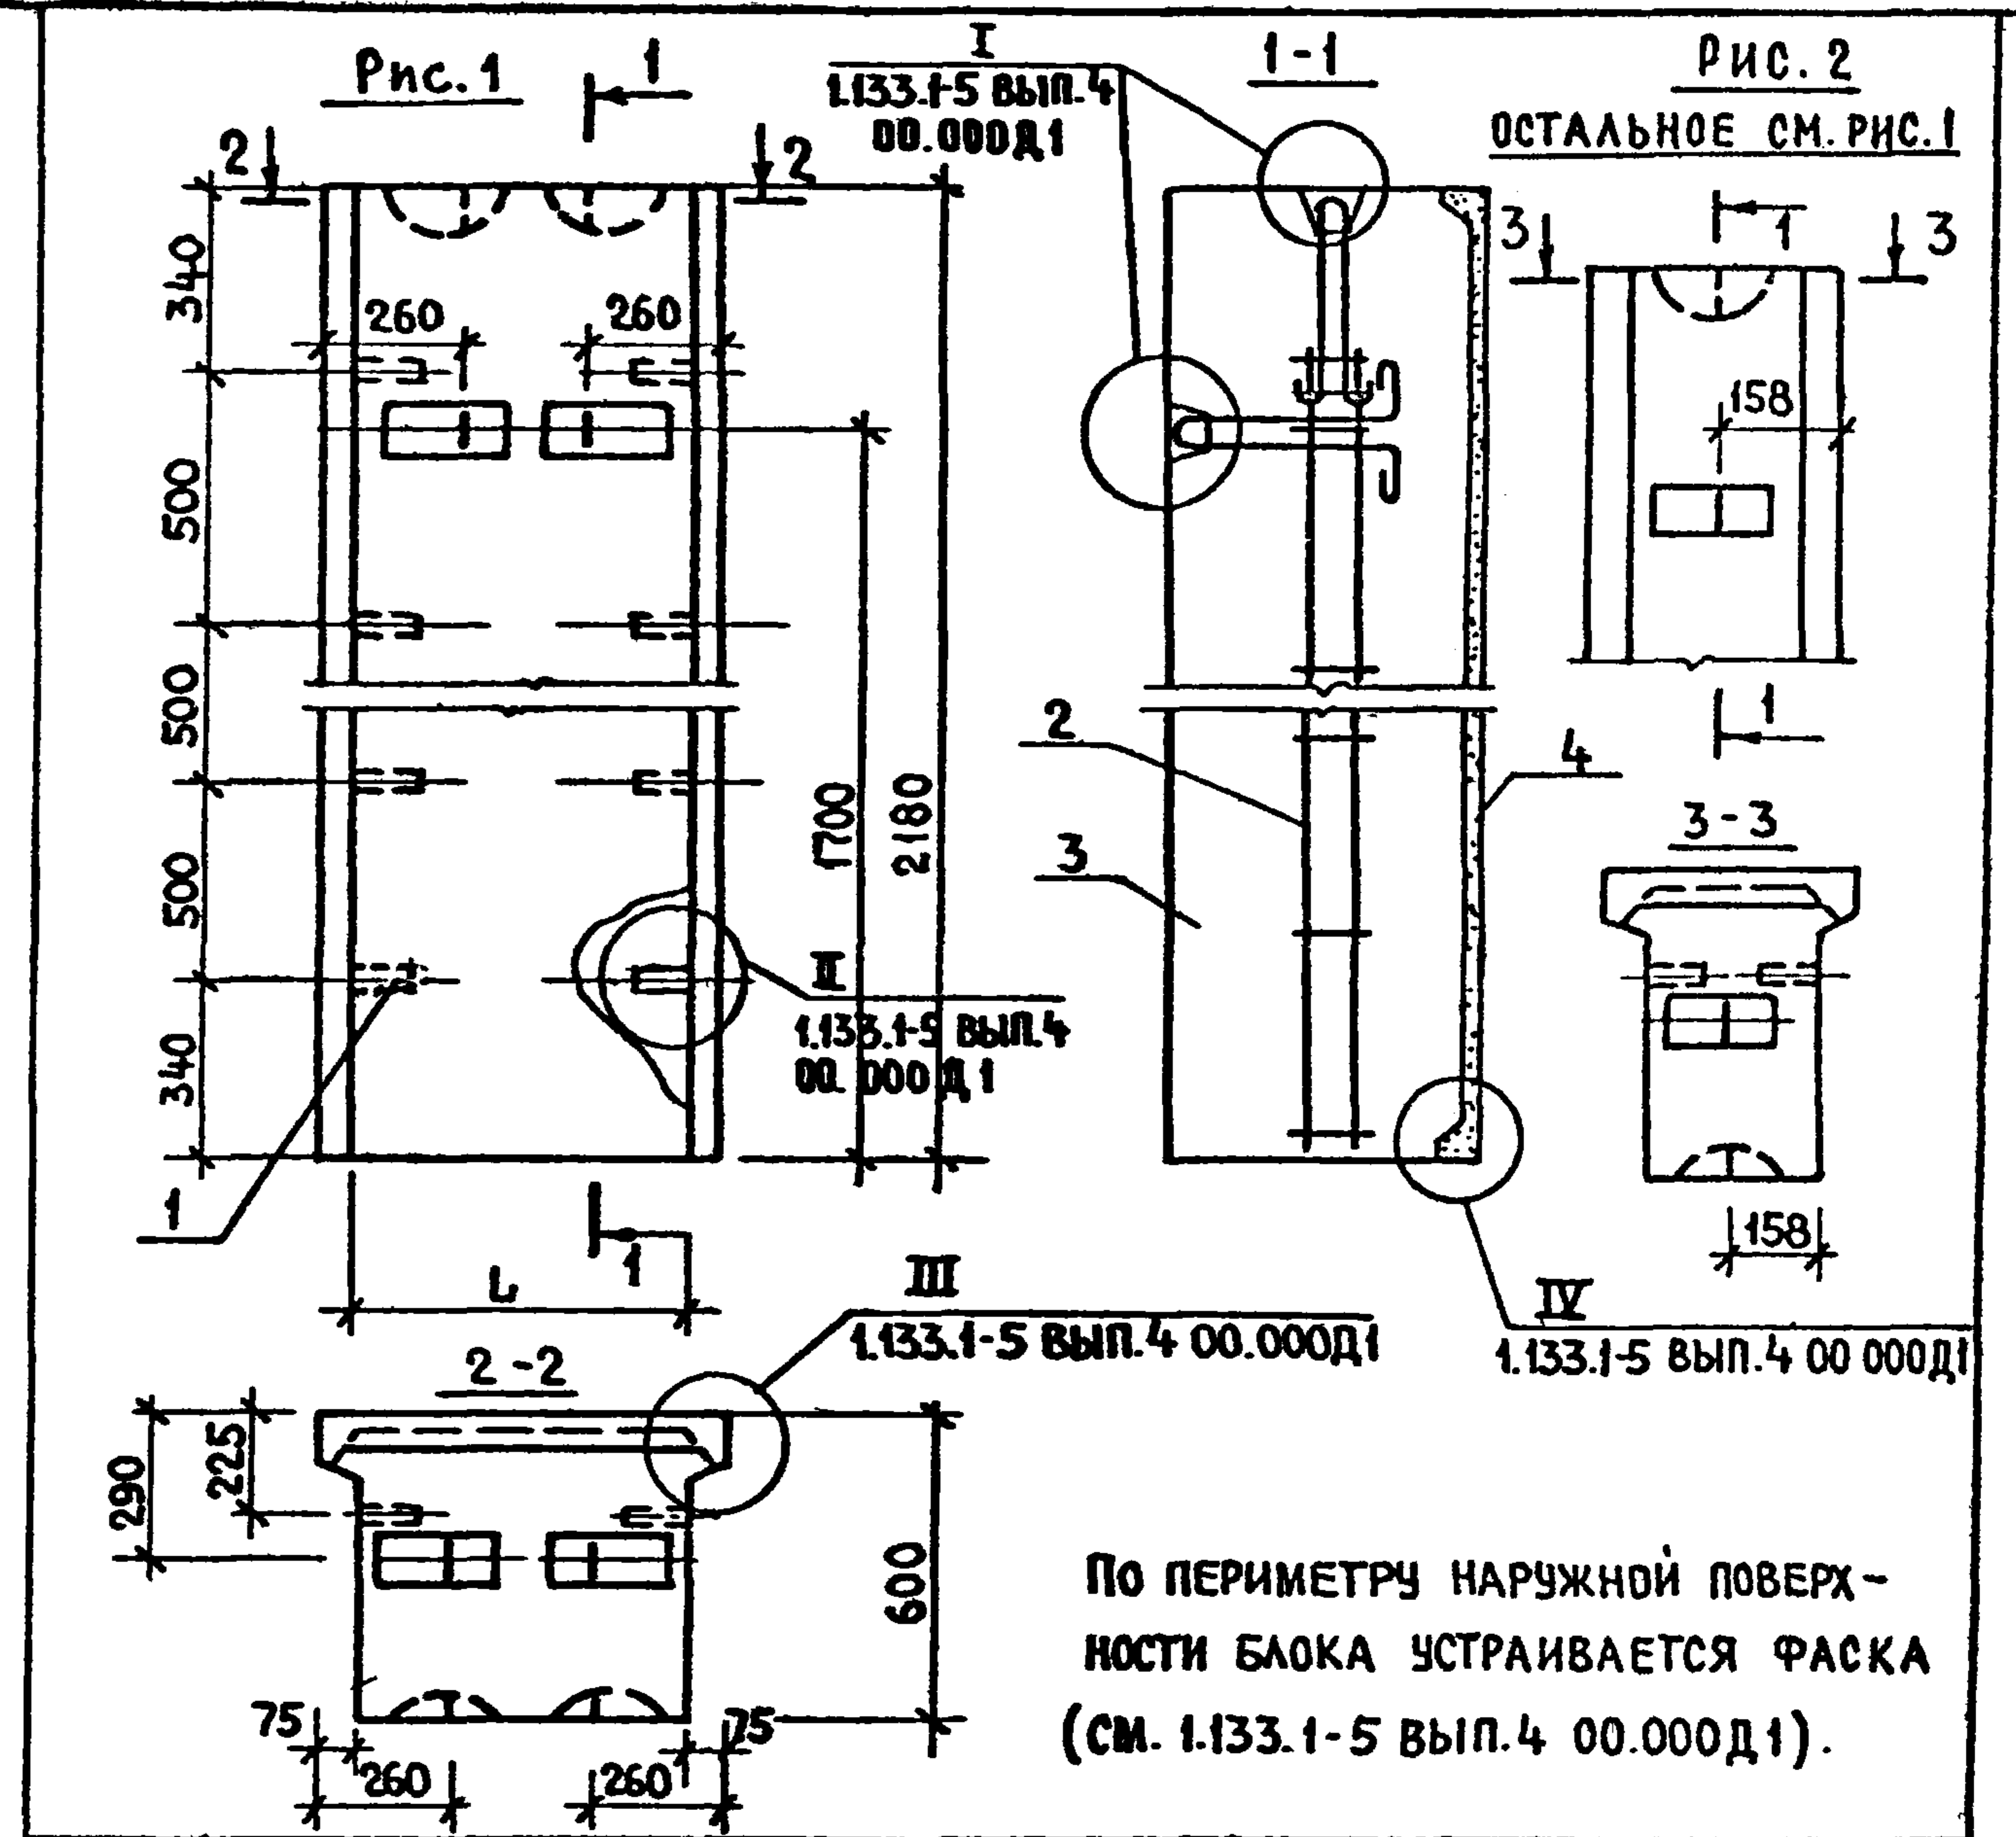 Рис. 1
1
I
1.133.1-5 ВЫП.4
00.000Д1
1-1
Рис. 2
ОСТАЛЬНОЕ СМ. РИС.1
2
2
340
260
260
500
500
500
340
1700
2180
1
L
1
II
1.133.1-5 ВЫП.4
00.000Д1
2
3
4
3
1
3
158
1
3-3
158
III
1.133.1-5 ВЫП.4 00.000Д1
IV
1.133.1-5 ВЫП.4 00 000Д1
2-2
290
225
600
75
75
260
260
ПО ПЕРИМЕТРУ НАРУЖНОЙ ПОВЕРХ-
НОСТИ БЛОКА УСТРАИВАЕТСЯ ФАСКА
(СМ. 1.133.1-5 ВЫП.4 00.000Д1).